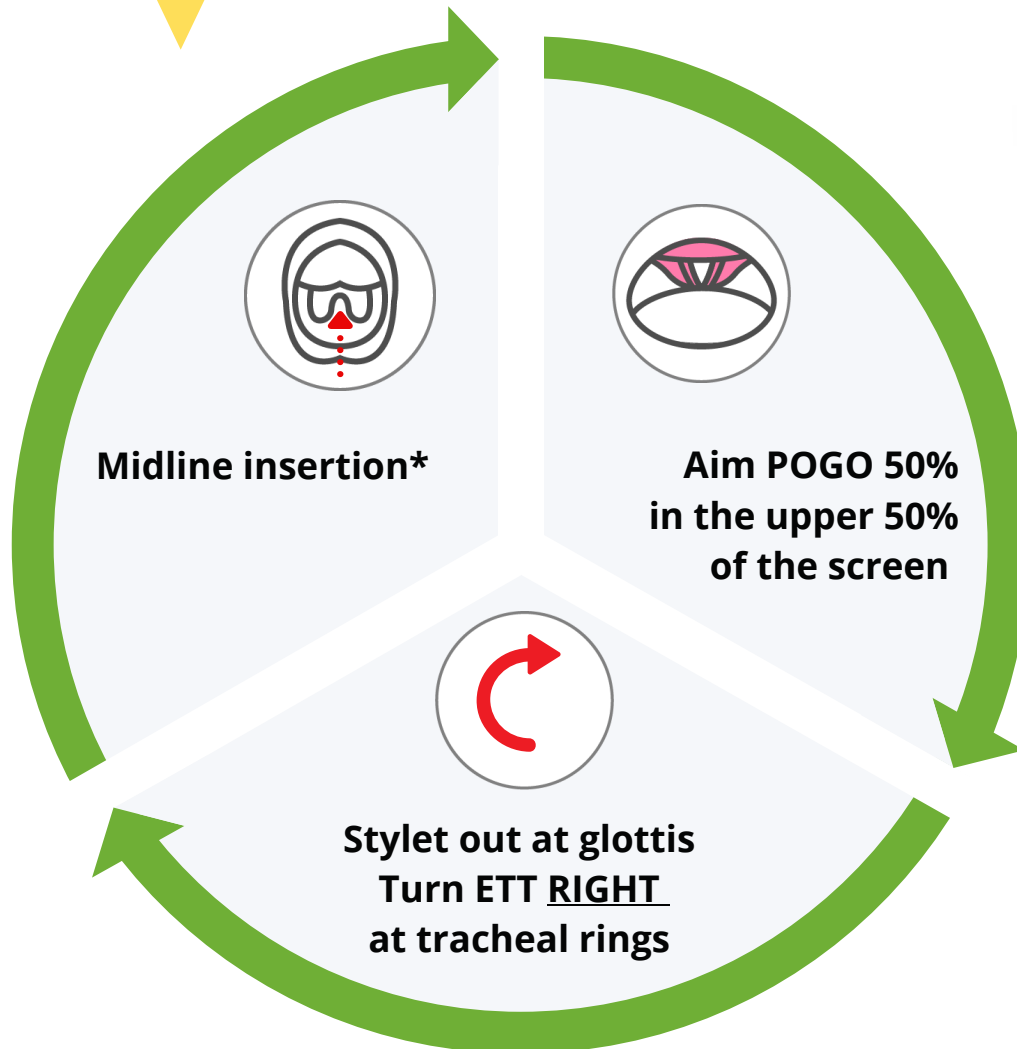 Midline insertion*
Aim POGO 50%
in the upper 50%
of the screen
Stylet out at glottis
Turn ETT RIGHT
at tracheal rings